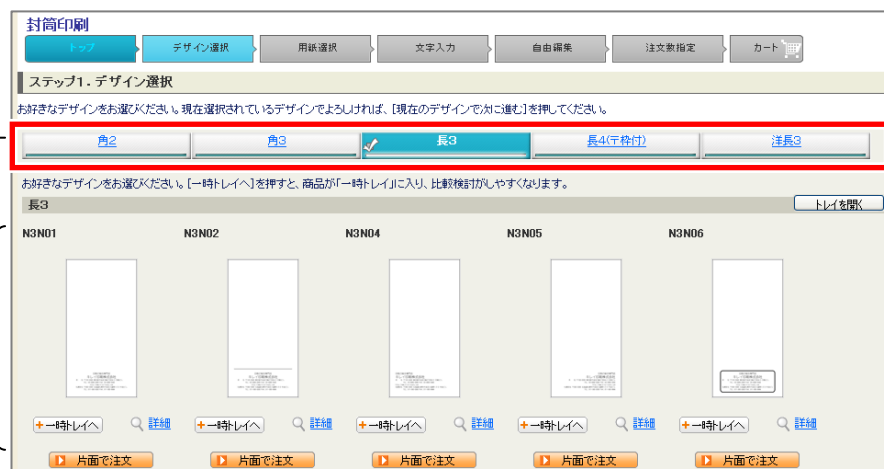 封筒印刷
トップ デザイン選択 用紙選択 文字入力 自由編集 注文数指定 カート
ステップ1．デザイン選択
お好きなデザインをお選びください。現在選択されているデザインでよろしければ、[現在のデザインで次に進む]を押してください。
角2 角3 長3 長4(〒枠付) 洋長3
お好きなデザインをお選びください。[一時トレイへ]を押すと、商品が「一時トレイ」に入り、比較検討がしやすくなります。
長3 トレイを開く
N3N01 N3N02 N3N04 N3N05 N3N06
+一時トレイへ 詳細 +一時トレイへ 詳細 +一時トレイへ 詳細 +一時トレイへ 詳細 +一時トレイへ 詳細
片面で注文 片面で注文 片面で注文 片面で注文 片面で注文